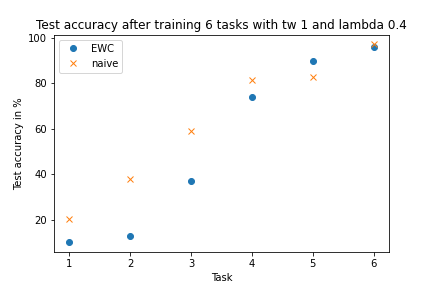 Test accuracy after training 6 tasks with tw 1 and lambda 0.4
100
80
60
40
20
Test accuracy in %
EWC
naive
1 2 3 4 5 6
Task